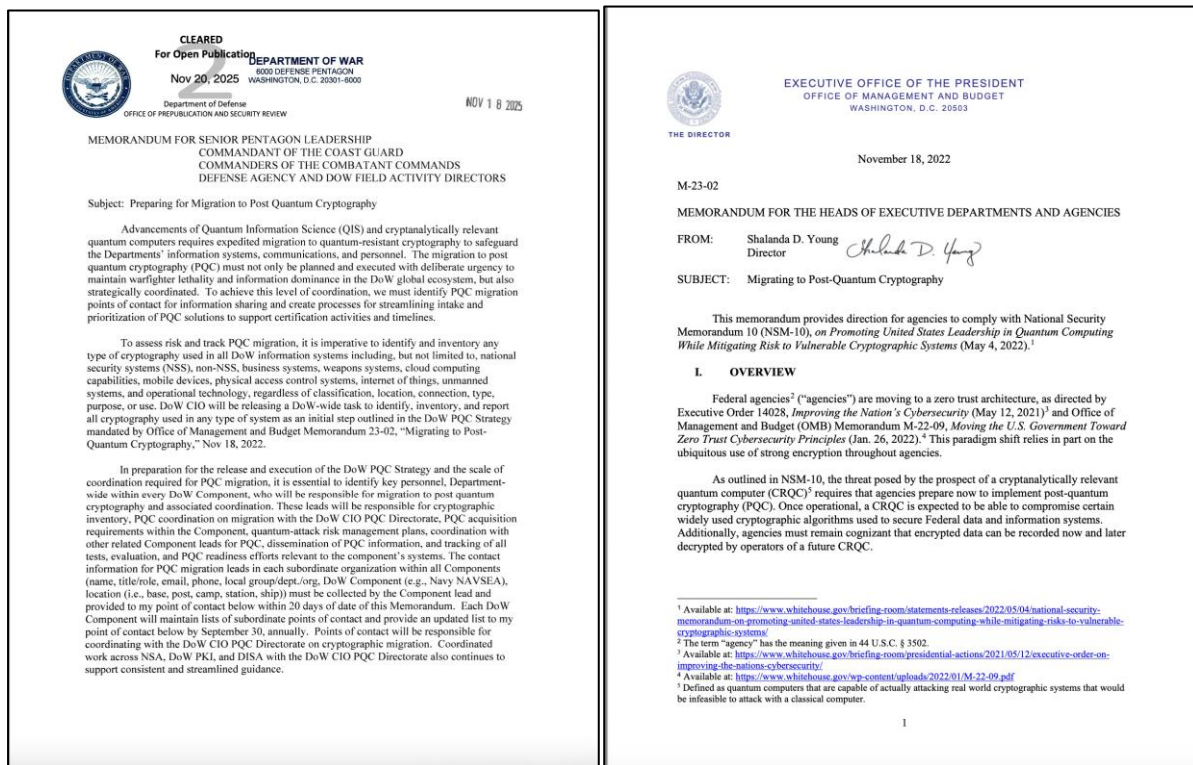 CLEARED
For Open Publication
Nov 20, 2025
Department of Defense
OFFICE OF PREPUBLICATION AND SECURITY REVIEW
2
DEPARTMENT OF WAR
6000 DEFENSE PENTAGON
WASHINGTON, D.C. 20301-6000
NOV 18 2025
MEMORANDUM FOR SENIOR PENTAGON LEADERSHIP
COMMANDANT OF THE COAST GUARD
COMMANDERS OF THE COMBATANT COMMANDS
DEFENSE AGENCY AND DOW FIELD ACTIVITY DIRECTORS
Subject: Preparing for Migration to Post Quantum Cryptography
Advancements of Quantum Information Science (QIS) and cryptanalytically relevant
quantum computers requires expedited migration to quantum-resistant cryptography to safeguard
the Departments' information systems, communications, and personnel. The migration to post
quantum cryptography (PQC) must not only be planned and executed with deliberate urgency to
maintain warfighter lethality and information dominance in the DoW global ecosystem, but also
strategically coordinated. To achieve this level of coordination, we must identify PQC migration
points of contact for information sharing and create processes for streamlining intake and
prioritization of PQC solutions to support certification activities and timelines.
To assess risk and track PQC migration, it is imperative to identify and inventory any
type of cryptography used in all DoW information systems including, but not limited to, national
security systems (NSS), non-NSS, business systems, weapons systems, cloud computing
capabilities, mobile devices, physical access control systems, internet of things, unmanned
systems, and operational technology, regardless of classification, location, connection, type,
purpose, or use. DoW CIO will be releasing a DoW-wide task to identify, inventory, and report
all cryptography used in any type of system as an initial step outlined in the DoW PQC Strategy
mandated by Office of Management and Budget Memorandum 23-02, "Migrating to Post-
Quantum Cryptography," Nov 18, 2022.
In preparation for the release and execution of the DoW PQC Strategy and the scale of
coordination required for PQC migration, it is essential to identify key personnel, Department-
wide within every DoW Component, who will be responsible for migration to post quantum
cryptography and associated coordination. These leads will be responsible for cryptographic
inventory, PQC coordination on migration with the DoW CIO PQC Directorate, PQC acquisition
requirements within the Component, quantum-attack risk management plans, coordination with
other related Component leads for PQC, dissemination of PQC information, and tracking of all
tests, evaluation, and PQC readiness efforts relevant to the component's systems. The contact
information for PQC migration leads in each subordinate organization within all Components
(name, title/role, email, phone, local group/dept./org, DoW Component (e.g., Navy NAVSEA),
location (i.e., base, post, camp, station, ship)) must be collected by the Component lead and
provided to my point of contact below within 20 days of date of this Memorandum. Each DoW
Component will maintain lists of subordinate points of contact and provide an updated list to my
point of contact below by September 30, annually. Points of contact will be responsible for
coordinating with the DoW CIO PQC Directorate on cryptographic migration. Coordinated
work across NSA, DoW PKI, and DISA with the DoW CIO PQC Directorate also continues to
support consistent and streamlined guidance.
EXECUTIVE OFFICE OF THE PRESIDENT
OFFICE OF MANAGEMENT AND BUDGET
WASHINGTON, D.C. 20503
THE DIRECTOR
November 18, 2022
M-23-02
MEMORANDUM FOR THE HEADS OF EXECUTIVE DEPARTMENTS AND AGENCIES
FROM: Shalanda D. Young Shalanda D. Young
Director
SUBJECT: Migrating to Post-Quantum Cryptography
This memorandum provides direction for agencies to comply with National Security
Memorandum 10 (NSM-10), on Promoting United States Leadership in Quantum Computing
While Mitigating Risk to Vulnerable Cryptographic Systems (May 4, 2022).1
I. OVERVIEW
Federal agencies2 ("agencies") are moving to a zero trust architecture, as directed by
Executive Order 14028, Improving the Nation's Cybersecurity (May 12, 2021)3 and Office of
Management and Budget (OMB) Memorandum M-22-09, Moving the U.S. Government Toward
Zero Trust Cybersecurity Principles (Jan. 26, 2022).4 This paradigm shift relies in part on the
ubiquitous use of strong encryption throughout agencies.
As outlined in NSM-10, the threat posed by the prospect of a cryptanalytically relevant
quantum computer (CRQC)5 requires that agencies prepare now to implement post-quantum
cryptography (PQC). Once operational, a CRQC is expected to be able to compromise certain
widely used cryptographic algorithms used to secure Federal data and information systems.
Additionally, agencies must remain cognizant that encrypted data can be recorded now and later
decrypted by operators of a future CRQC.
1 Available at: https://www.whitehouse.gov/briefing-room/statements-releases/2022/05/04/national-security-
memorandum-on-promoting-united-states-leadership-in-quantum-computing-while-mitigating-risks-to-vulnerable-
cryptographic-systems/
2 The term "agency" has the meaning given in 44 U.S.C. § 3502.
3 Available at: https://www.whitehouse.gov/briefing-room/presidential-actions/2021/05/12/executive-order-on-
improving-the-nations-cybersecurity/
4 Available at: https://www.whitehouse.gov/wp-content/uploads/2022/01/M-22-09.pdf
5 Defined as quantum computers that are capable of actually attacking real world cryptographic systems that would
be infeasible to attack with a classical computer.
1